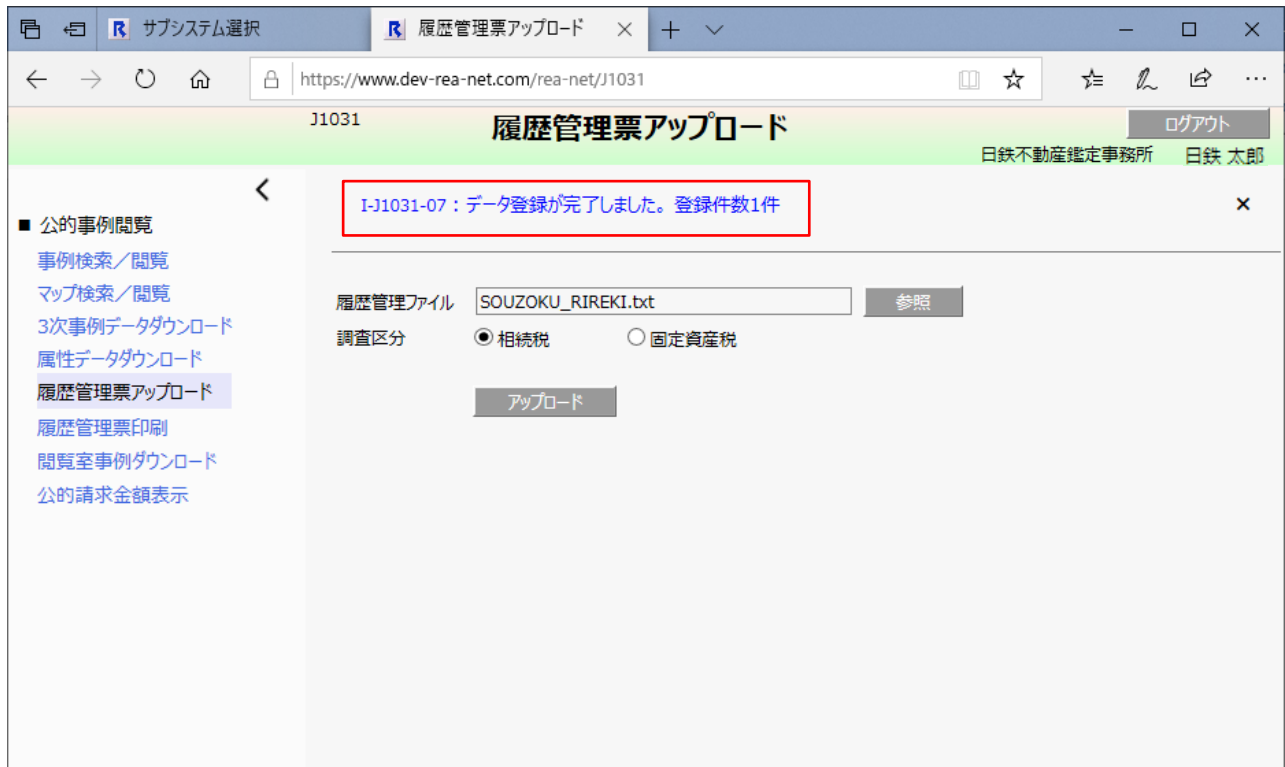 サブシステム選択
履歴管理票アップロード
https://www.dev-rea-net.com/rea-net/J1031
J1031
履歴管理票アップロード
ログアウト
日鉄不動産鑑定事務所 日鉄 太郎
I-J1031-07：データ登録が完了しました。登録件数1件
■ 公的事例閲覧
事例検索／閲覧
マップ検索／閲覧
3次事例データダウンロード
属性データダウンロード
履歴管理票アップロード
履歴管理票印刷
閲覧室事例ダウンロード
公的請求金額表示
履歴管理ファイル SOUZOKU_RIREKI.txt 参照
調査区分 相続税 固定資産税
アップロード